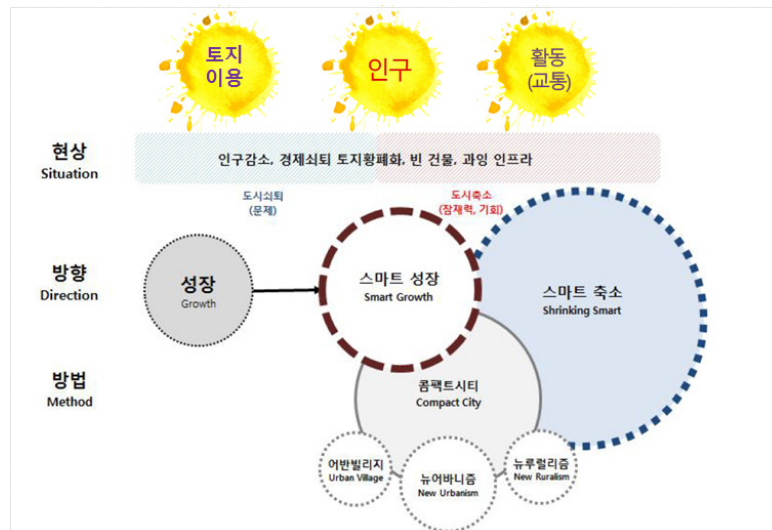 토지
이용
인구
활동
(교통)
현상
Situation
인구감소, 경제쇠퇴 토지황폐화, 빈 건물, 과잉 인프라
도시쇠퇴
(문제)
도시축소
(잠재력, 기회)
방향
Direction
성장
Growth
스마트 성장
Smart Growth
스마트 축소
Shrinking Smart
방법
Method
콤팩트시티
Compact City
어반빌리지
Urban Village
뉴어바니즘
New Urbanism
뉴루럴리즘
New Ruralism